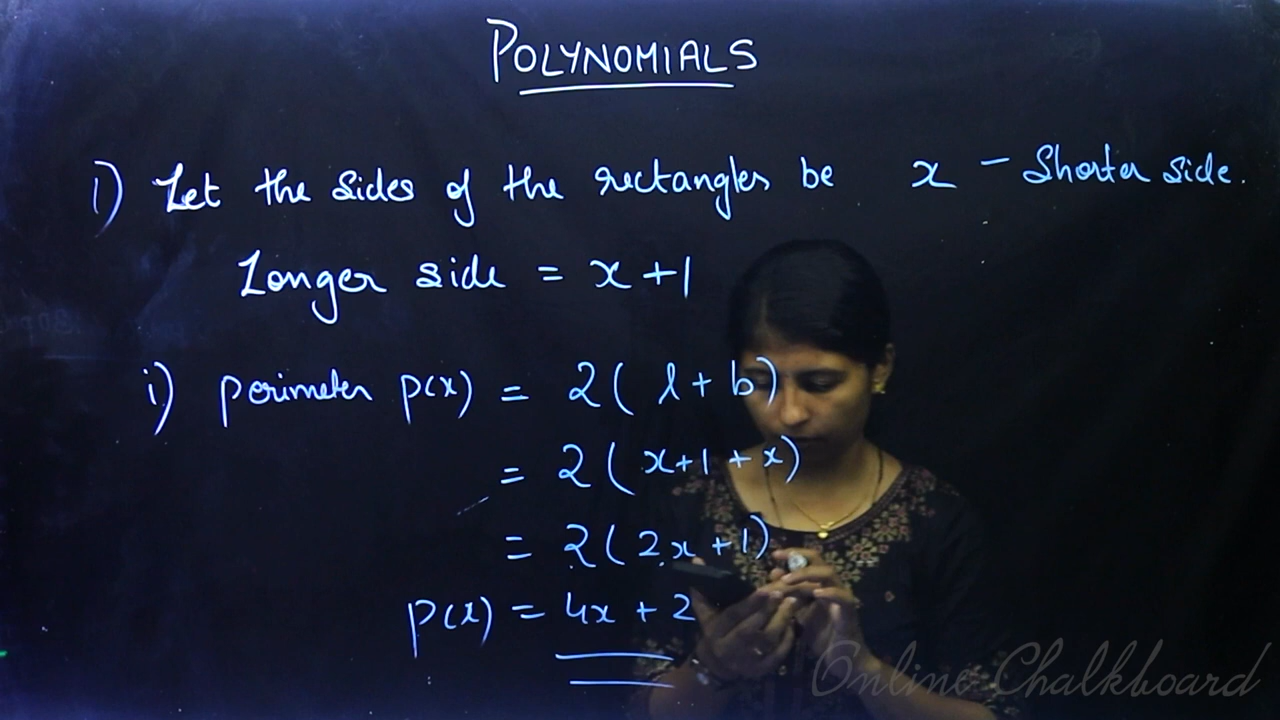 POLYNOMIALS
1) Let the sides of the rectangles be x – Shorter side.
Longer side = x+1
i) perimeter p(x) = 2( l + b)
= 2( x+1 + x)
= 2( 2x + 1)
p(x) = 4x + 2
Online Chalkboard